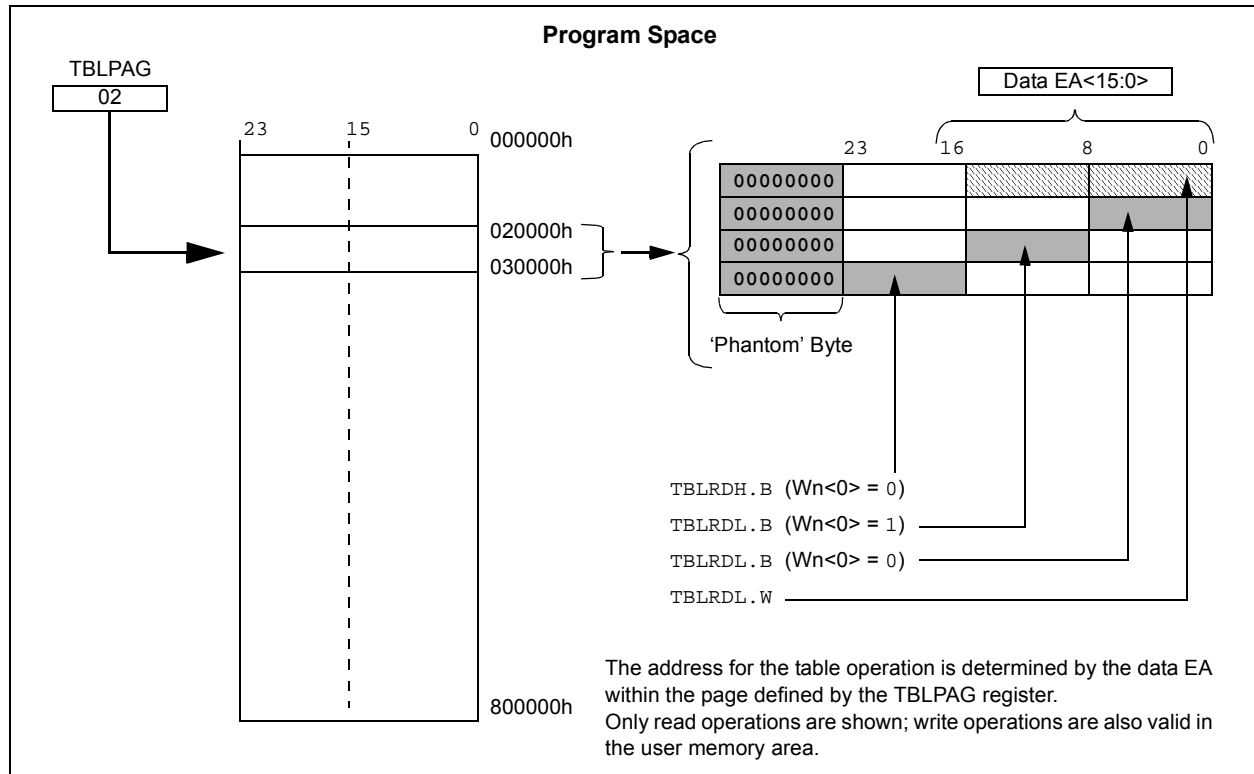 Program Space
TBLPAG
02
Data EA<15:0>
23 15 0
000000h
23 16 8 0
00000000
00000000
00000000
00000000
020000h
030000h
'Phantom' Byte
TBLRDH.B (Wn<0> = 0)
TBLRDL.B (Wn<0> = 1)
TBLRDL.B (Wn<0> = 0)
TBLRDL.W
800000h
The address for the table operation is determined by the data EA
within the page defined by the TBLPAG register.
Only read operations are shown; write operations are also valid in
the user memory area.